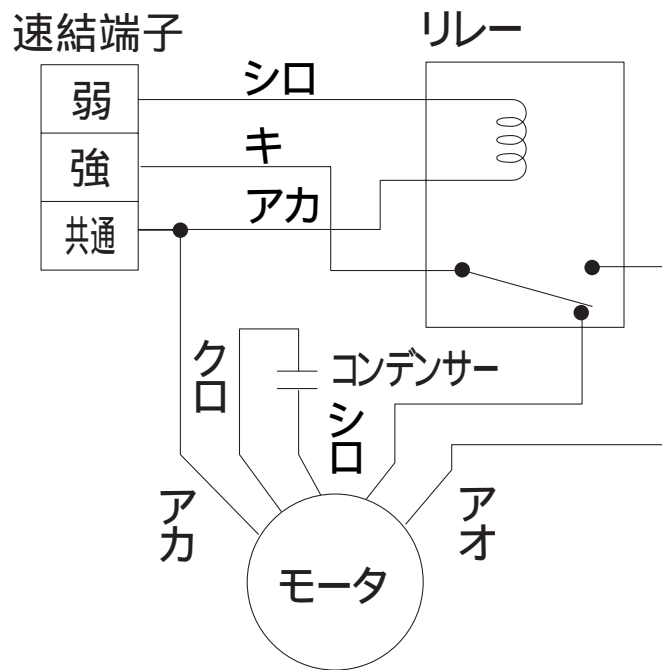 速結端子
リレー
弱
シロ
強
キ
共通
アカ
クロ
コンデンサー
シロ
アカ
アオ
モータ